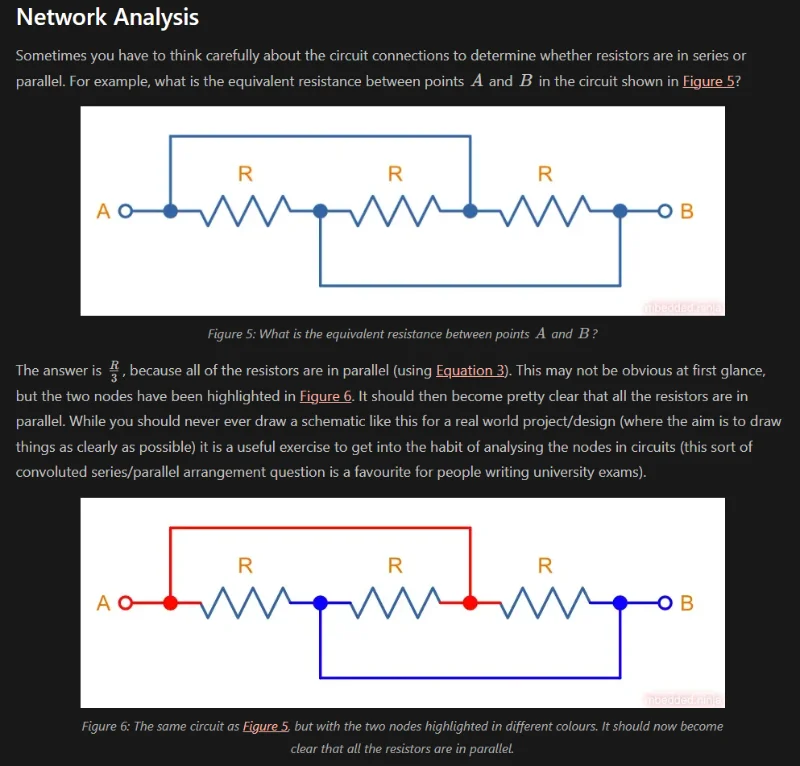 Network Analysis
Sometimes you have to think carefully about the circuit connections to determine whether resistors are in series or
parallel. For example, what is the equivalent resistance between points A and B in the circuit shown in Figure 5?
R R R
A B
Figure 5: What is the equivalent resistance between points A and B?
The answer is R/3, because all of the resistors are in parallel (using Equation 3). This may not be obvious at first glance,
but the two nodes have been highlighted in Figure 6. It should then become pretty clear that all the resistors are in
parallel. While you should never ever draw a schematic like this for a real world project/design (where the aim is to draw
things as clearly as possible) it is a useful exercise to get into the habit of analysing the nodes in circuits (this sort of
convoluted series/parallel arrangement question is a favourite for people writing university exams).
R R R
A B
Figure 6: The same circuit as Figure 5, but with the two nodes highlighted in different colours. It should now become
clear that all the resistors are in parallel.